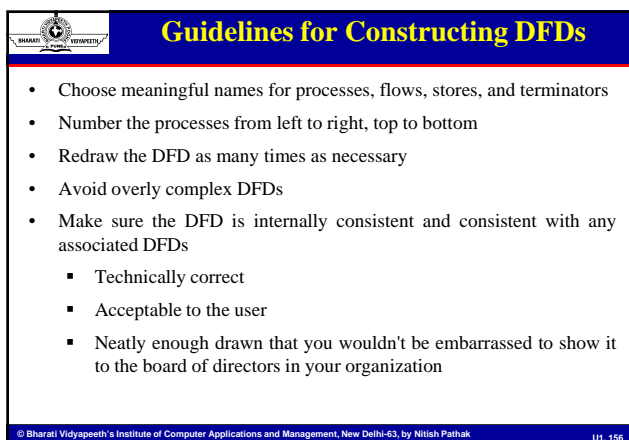 BHARATI VIDYAPEETH
PUNE
Guidelines for Constructing DFDs
• Choose meaningful names for processes, flows, stores, and terminators
• Number the processes from left to right, top to bottom
• Redraw the DFD as many times as necessary
• Avoid overly complex DFDs
• Make sure the DFD is internally consistent and consistent with any
associated DFDs
▪ Technically correct
▪ Acceptable to the user
▪ Neatly enough drawn that you wouldn't be embarrassed to show it
to the board of directors in your organization
© Bharati Vidyapeeth's Institute of Computer Applications and Management, New Delhi-63, by Nitish Pathak
U1. 156